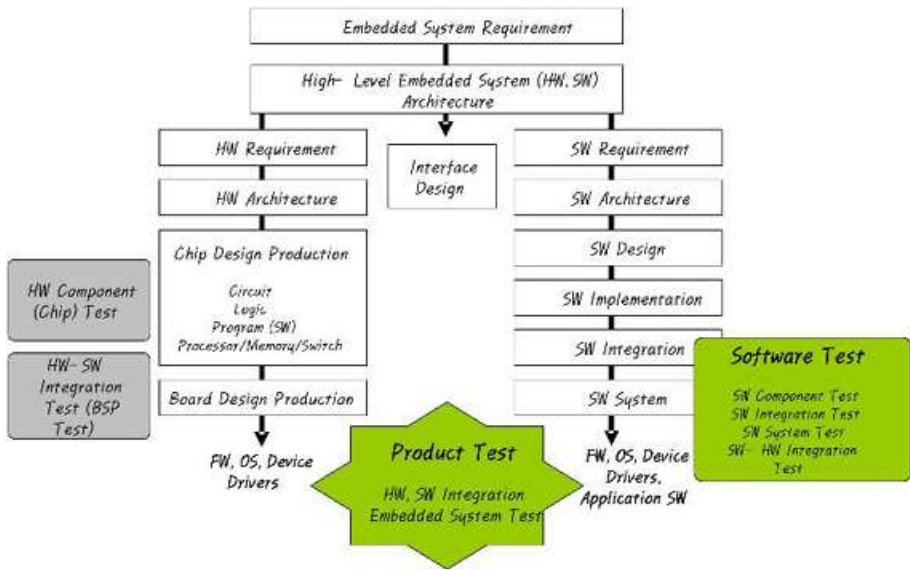 Embedded System Requirement
High- Level Embedded System (HW, SW)
Architecture
HW Requirement
HW Architecture
Chip Design Production
Circuit
Logic
Program (SW)
Processor/Memory/Switch
Board Design Production
FW, OS, Device
Drivers
Interface
Design
SW Requirement
SW Architecture
SW Design
SW Implementation
SW Integration
SW System
FW, OS, Device
Drivers,
Application SW
HW Component
(Chip) Test
HW- SW
Integration
Test (BSP
Test)
Product Test
HW, SW Integration
Embedded System Test
Software Test
SW Component Test
SW Integration Test
SW System Test
SW- HW Integration
Test